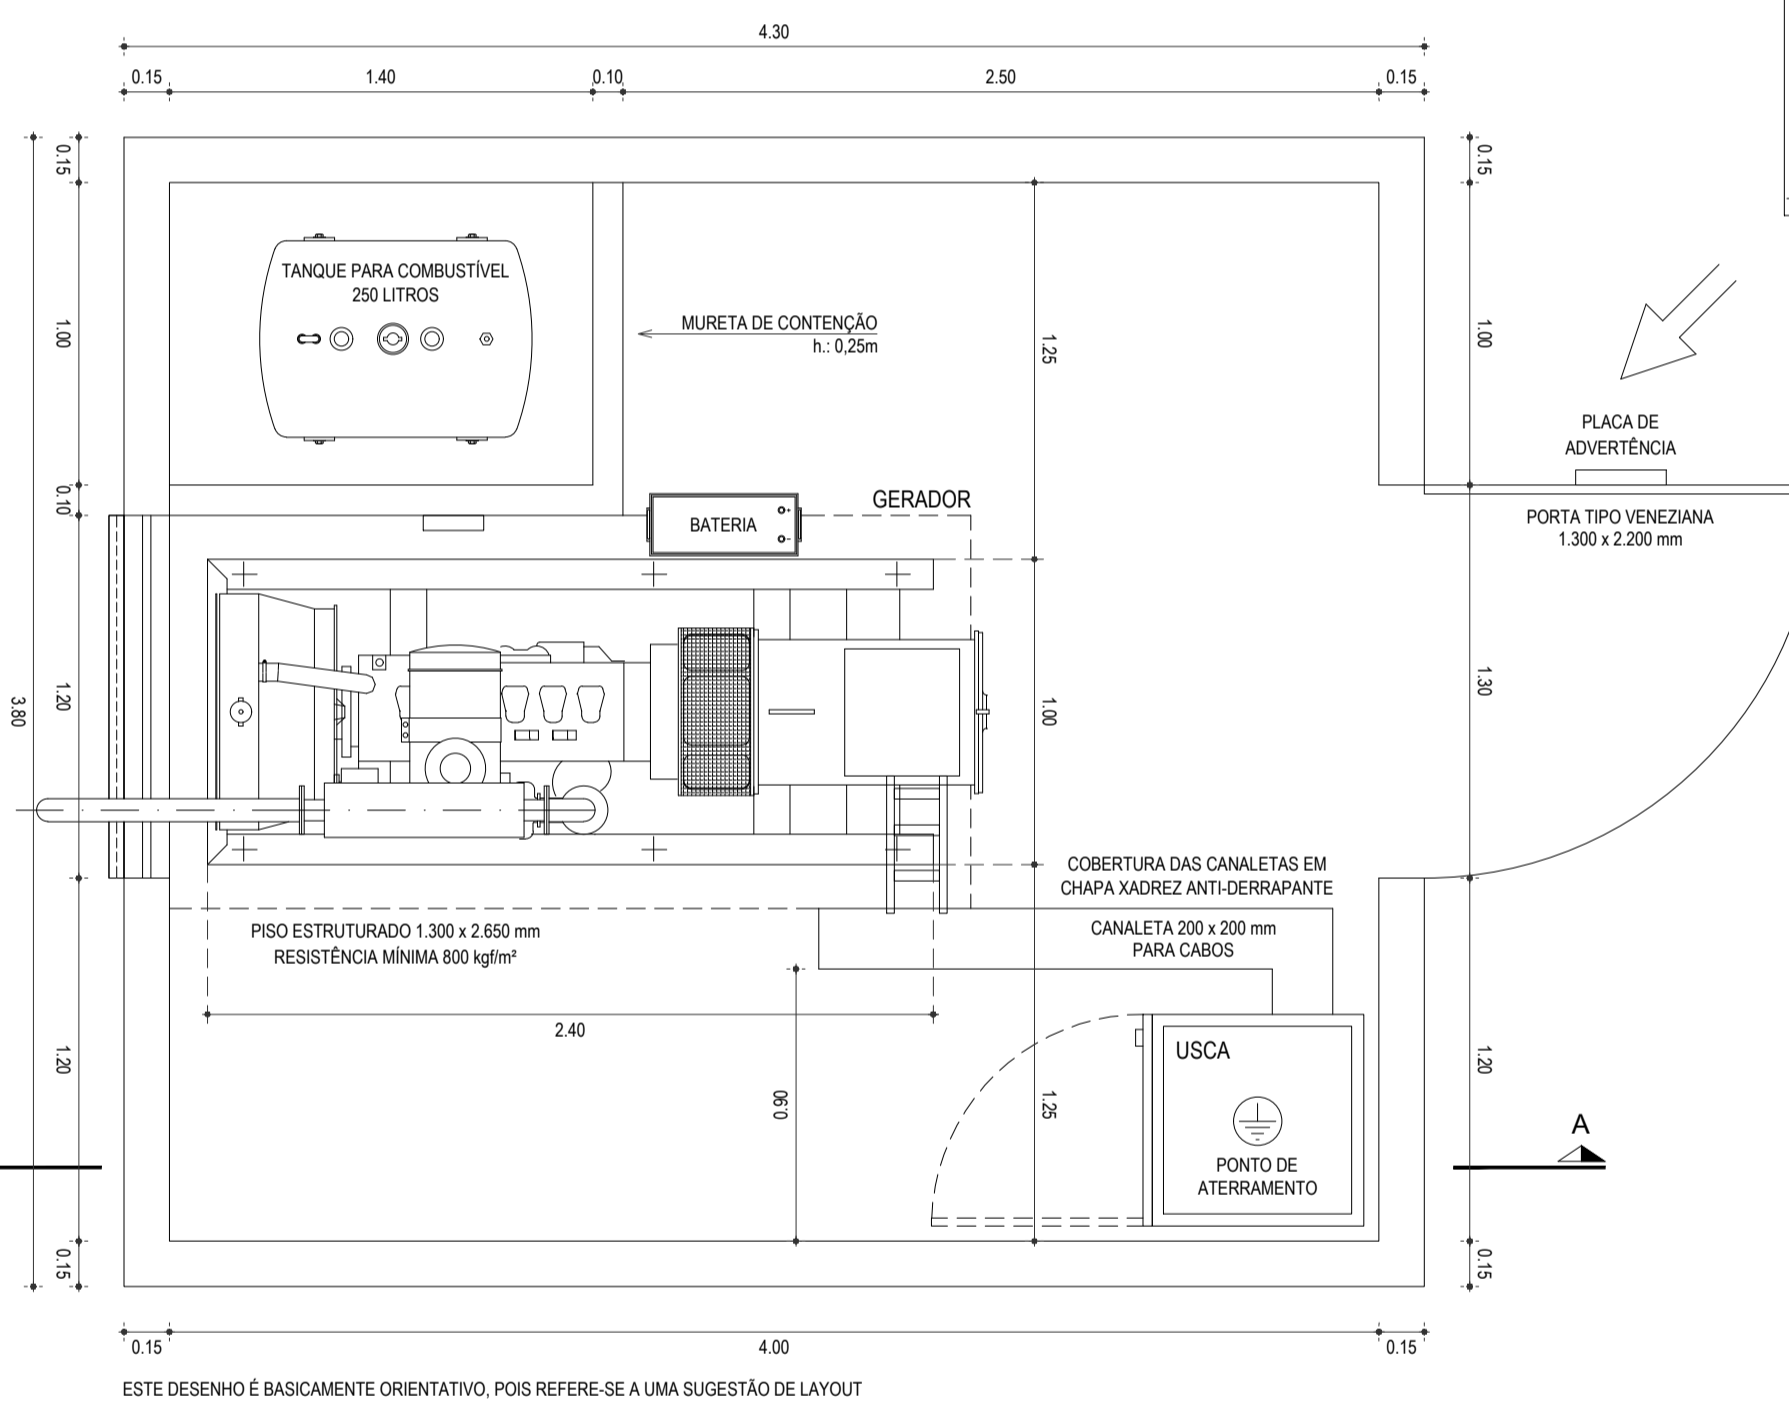 4.30
0.15
1.40
0.10
2.50
0.15
0.15
1.00
0.10
1.20
1.20
0.15
3.80
TANQUE PARA COMBUSTÍVEL
250 LITROS
MURETA DE CONTENÇÃO
h.: 0,25m
1.25
0.15
1.00
PLACA DE
ADVERTÊNCIA
PORTA TIPO VENEZIANA
1.300 x 2.200 mm
GERADOR
BATERIA
+
-
1.00
1.30
COBERTURA DAS CANALETAS EM
CHAPA XADREZ ANTI-DERRAPANTE
CANALETA 200 x 200 mm
PARA CABOS
PISO ESTRUTURADO 1.300 x 2.650 mm
RESISTÊNCIA MÍNIMA 800 kgf/m²
2.40
0.90
1.25
USCA
PONTO DE
ATERRAMENTO
1.20
A
0.15
0.15
4.00
0.15
ESTE DESENHO É BASICAMENTE ORIENTATIVO, POIS REFERE-SE A UMA SUGESTÃO DE LAYOUT